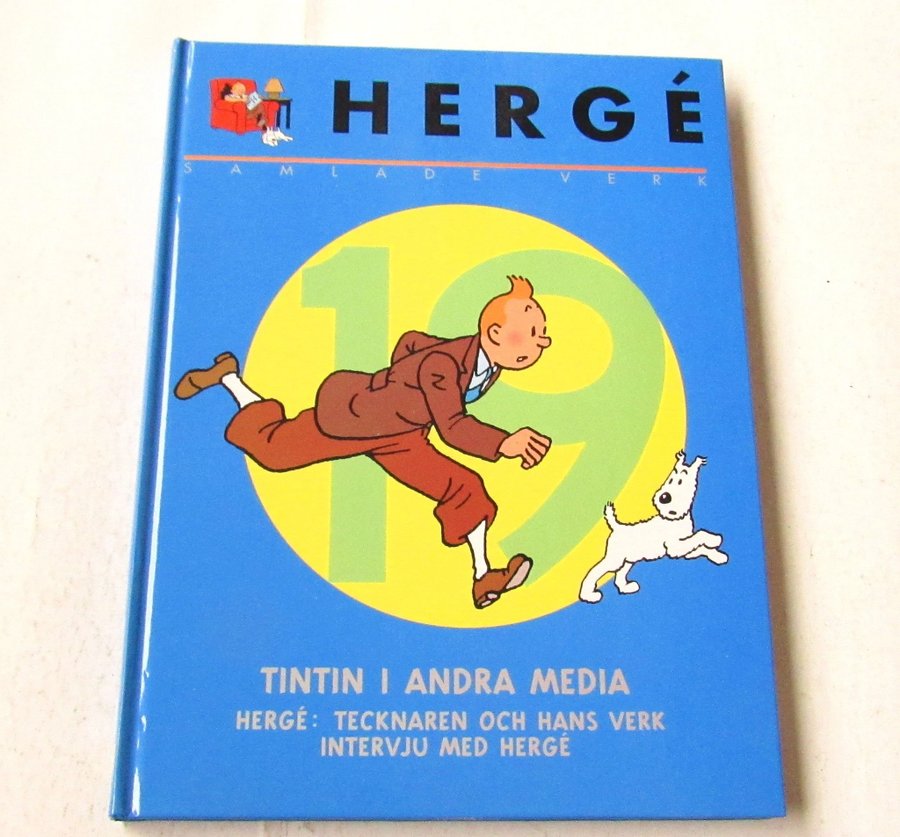 HERGÉ
SAMLADE VERK
19
TINTIN I ANDRA MEDIA
HERGÉ: TECKNAREN OCH HANS VERK
INTERVJU MED HERGÉ